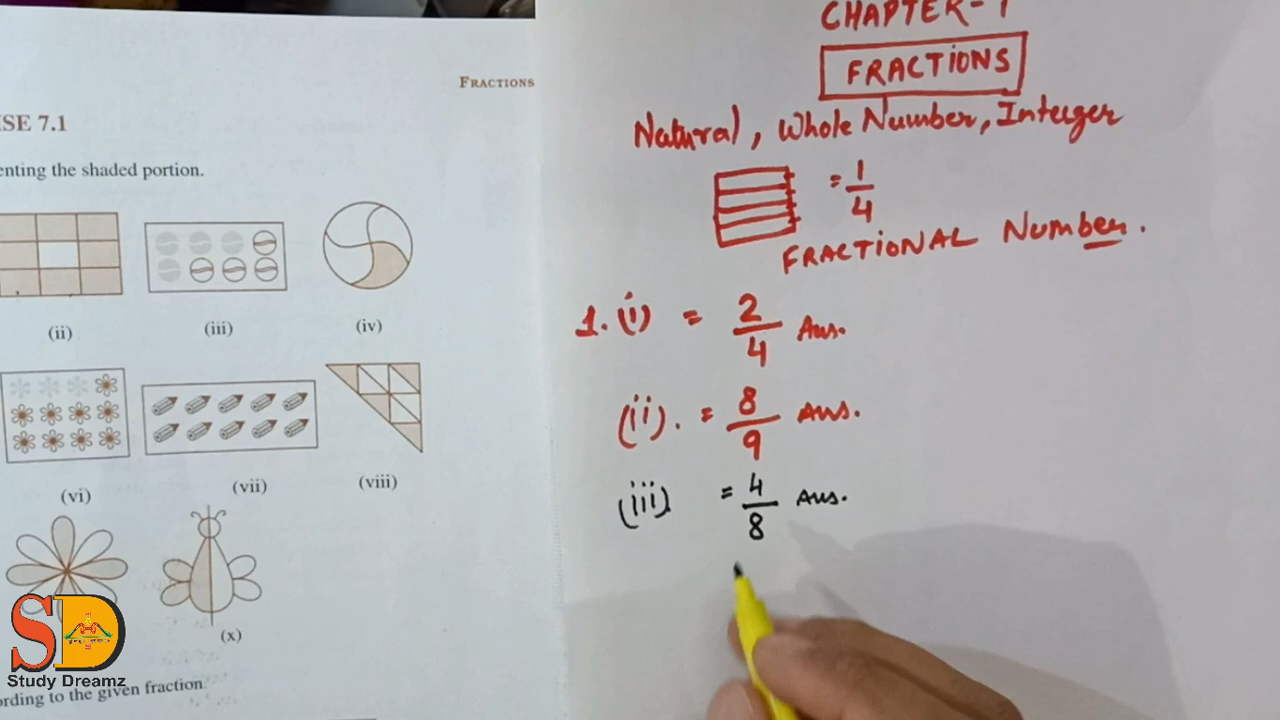 FRACTIONS
ISE 7.1
enting the shaded portion.
(ii)
(iii)
(iv)
(vi)
(vii)
(viii)
(x)
ording to the given fraction.
SD
Study Dreamz
CHAPTER-
FRACTIONS
Natural, Whole Number, Integer
= 1/4
FRACTIONAL Number.
1. (i) = 2/4 Ans.
(ii). = 8/9 Ans.
(iii) = 4/8 Ans.